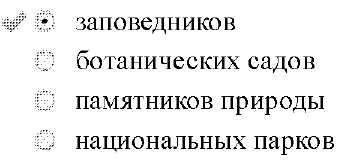 заповедников
ботанических садов
памятников природы
национальных парков